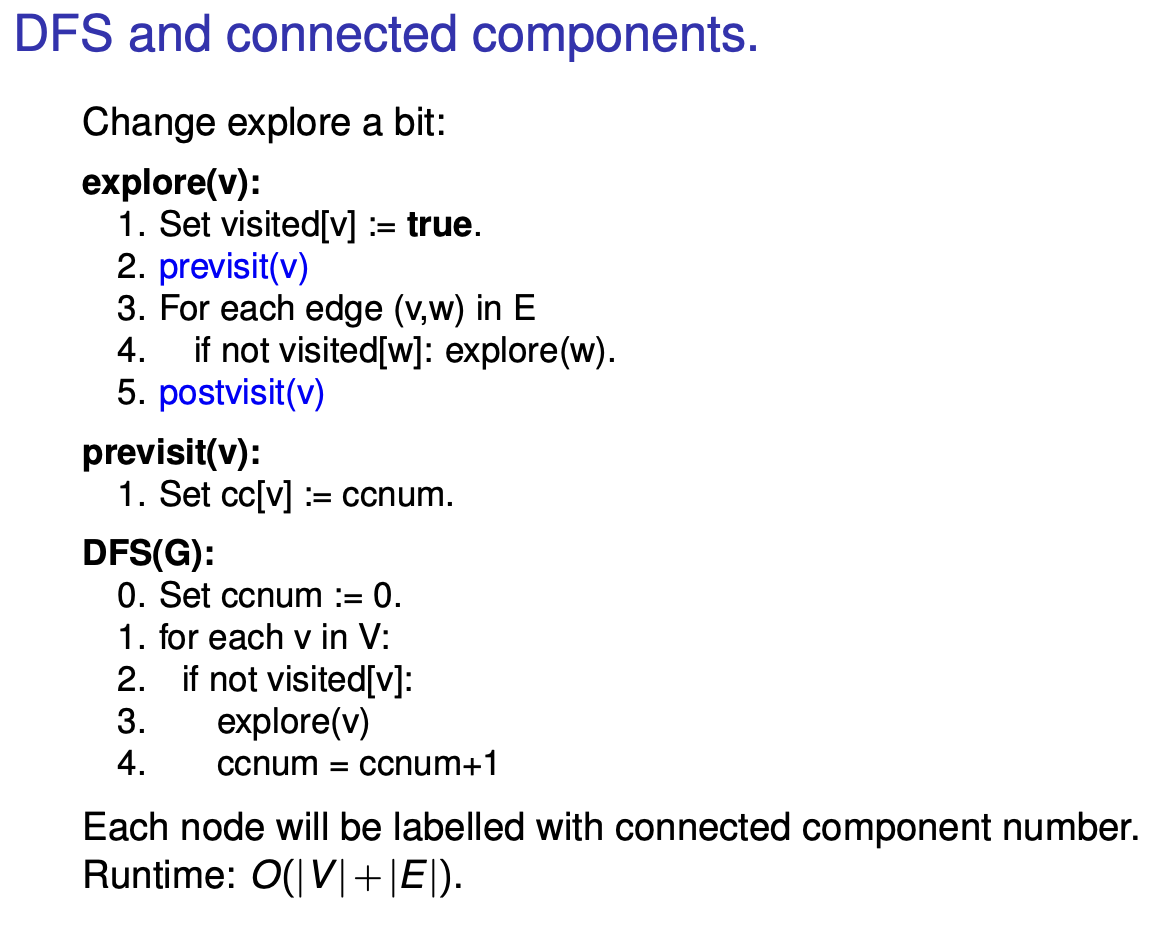 DFS and connected components.
Change explore a bit:
explore(v):
1. Set visited[v] := true.
2. previsit(v)
3. For each edge (v,w) in E
4. if not visited[w]: explore(w).
5. postvisit(v)
previsit(v):
1. Set cc[v] := ccnum.
DFS(G):
0. Set ccnum := 0.
1. for each v in V:
2. if not visited[v]:
3. explore(v)
4. ccnum = ccnum+1
Each node will be labelled with connected component number.
Runtime: O(|V|+|E|).